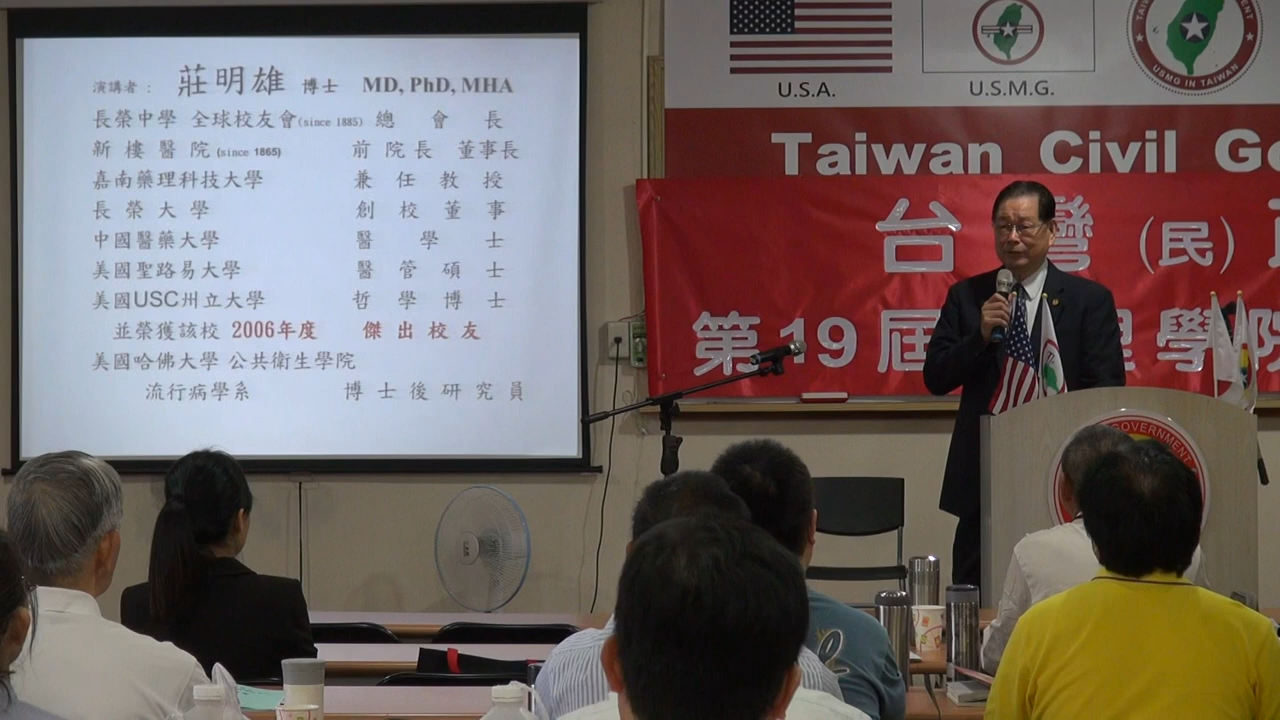 演講者： 莊明雄 博士 MD, PhD, MHA
長榮中學 全球校友會(since 1885) 總 會 長
新 樓 醫 院 (since 1865) 前 院 長 董事長
嘉南藥理科技大學 兼 任 教 授
長 榮 大 學 創 校 董 事
中國醫藥大學 醫 學 士
美國聖路易大學 醫 管 碩 士
美國USC州立大學 哲 學 博 士
並榮獲該校 2006年度 傑 出 校 友
美國哈佛大學 公共衛生學院
流行病學系 博 士 後 研 究 員
U.S.A.
U.S.M.G.
USMG IN TAIWAN
Taiwan Civil
台 灣 (民)
第 19 屆 理 學 院
GOVERNMENT